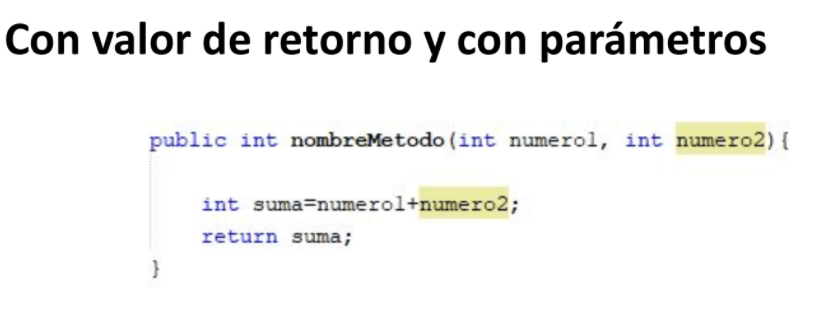 Con valor de retorno y con parámetros
public int nombreMetodo(int numero1, int numero2){
int suma=numero1+numero2;
return suma;
}